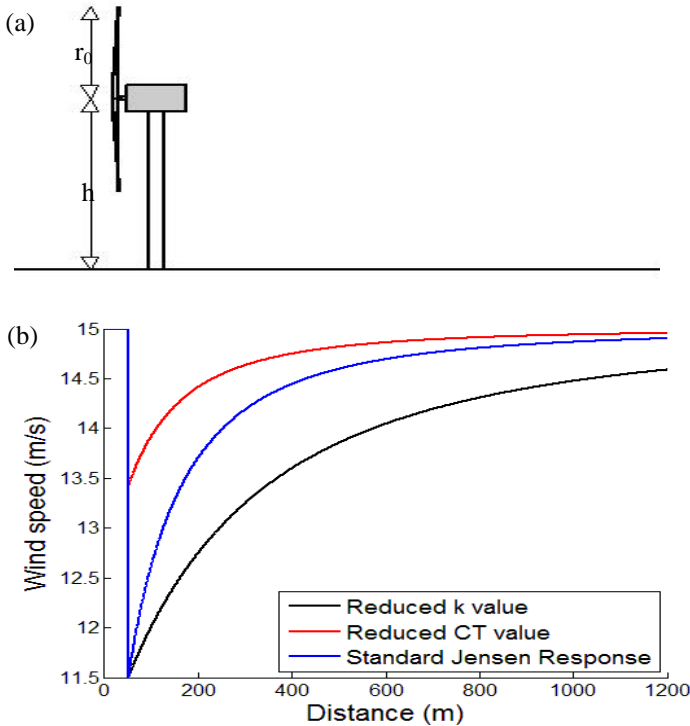 (a)
r0
h
(b)
15
14.5
14
13.5
13
12.5
12
11.5
Wind speed (m/s)
Reduced k value
Reduced CT value
Standard Jensen Response
0 200 400 600 800 1000 1200
Distance (m)